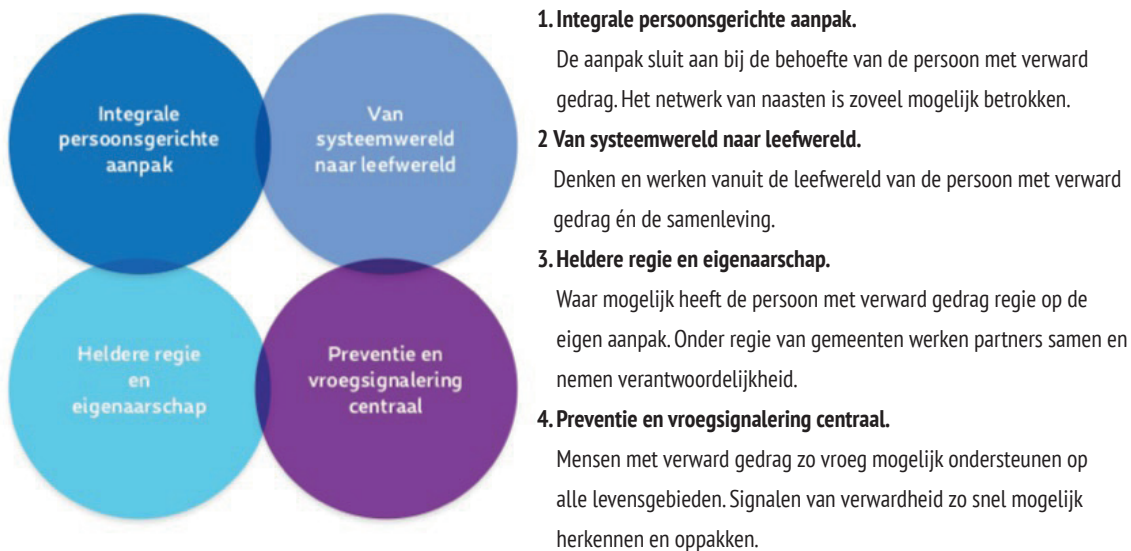 Integrale
persoonsgerichte
aanpak
Van
systeemwereld
naar leefwereld
Heldere regie
en
eigenaarschap
Preventie en
vroegsignalering
centraal
1. Integrale persoonsgerichte aanpak.
De aanpak sluit aan bij de behoefte van de persoon met verward
gedrag. Het netwerk van naasten is zoveel mogelijk betrokken.
2 Van systeemwereld naar leefwereld.
Denken en werken vanuit de leefwereld van de persoon met verward
gedrag én de samenleving.
3. Heldere regie en eigenaarschap.
Waar mogelijk heeft de persoon met verward gedrag regie op de
eigen aanpak. Onder regie van gemeenten werken partners samen en
nemen verantwoordelijkheid.
4. Preventie en vroegsignalering centraal.
Mensen met verward gedrag zo vroeg mogelijk ondersteunen op
alle levensgebieden. Signalen van verwardheid zo snel mogelijk
herkennen en oppakken.